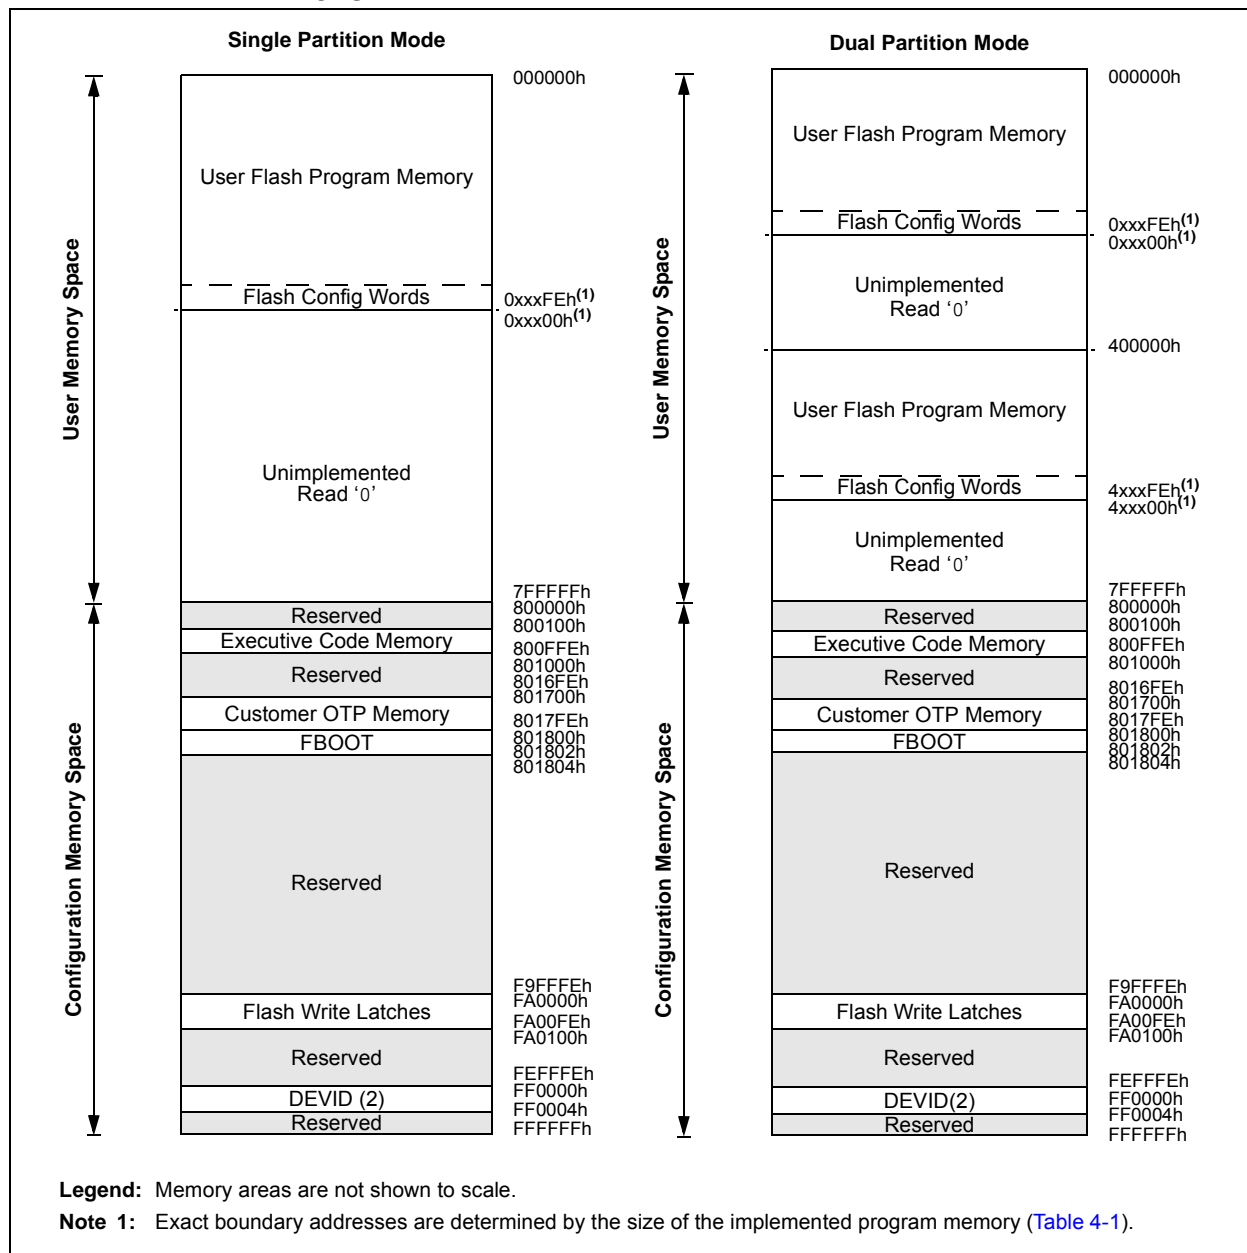 Single Partition Mode
000000h
User Flash Program Memory
Flash Config Words
0xxxFEh(1)
0xxx00h(1)
Unimplemented
Read ‘0’
7FFFFFh
800000h
Reserved
800100h
Executive Code Memory
800FFEh
801000h
Reserved
8016FEh
801700h
Customer OTP Memory
8017FEh
801800h
FBOOT
801802h
801804h
Reserved
F9FFFEh
FA0000h
Flash Write Latches
FA00FEh
FA0100h
Reserved
FEFFFEh
FF0000h
DEVID (2)
FF0004h
Reserved
FFFFFFh
User Memory Space
Configuration Memory Space
Dual Partition Mode
000000h
User Flash Program Memory
Flash Config Words
0xxxFEh(1)
0xxx00h(1)
Unimplemented
Read ‘0’
400000h
User Flash Program Memory
Flash Config Words
4xxxFEh(1)
4xxx00h(1)
Unimplemented
Read ‘0’
7FFFFFh
800000h
Reserved
800100h
Executive Code Memory
800FFEh
801000h
Reserved
8016FEh
801700h
Customer OTP Memory
8017FEh
801800h
FBOOT
801802h
801804h
Reserved
F9FFFEh
FA0000h
Flash Write Latches
FA00FEh
FA0100h
Reserved
FEFFFEh
FF0000h
DEVID(2)
FF0004h
Reserved
FFFFFFh
User Memory Space
Configuration Memory Space
Legend: Memory areas are not shown to scale.
Note 1: Exact boundary addresses are determined by the size of the implemented program memory (Table 4-1).